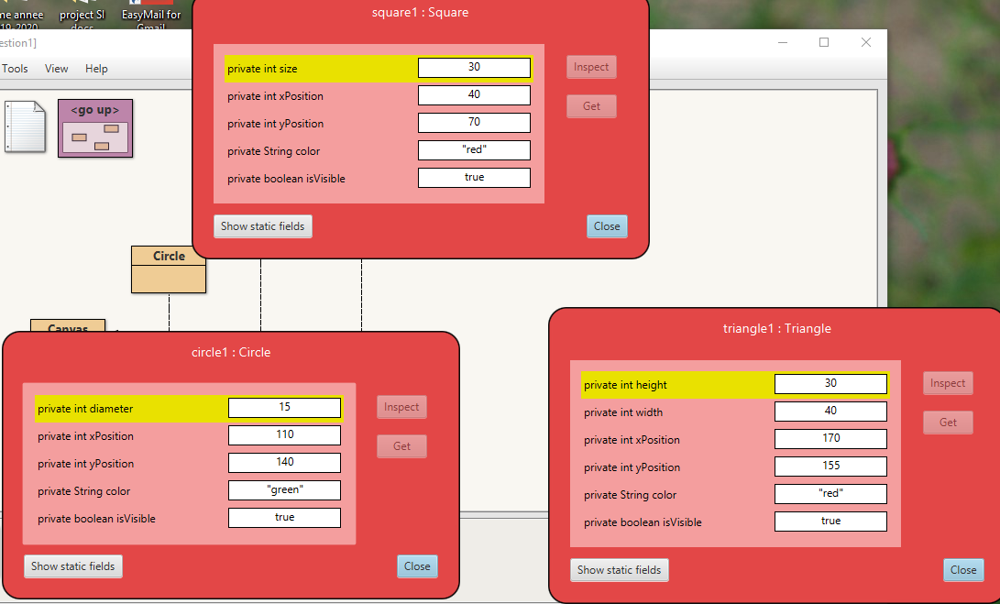 me annee
19-2020
project SI
docs
EasyMail for
Gmail
estion1]
Tools View Help
<go up>
Circle
Canvas
square1 : Square
private int size 30
private int xPosition 40
private int yPosition 70
private String color "red"
private boolean isVisible true
Inspect
Get
Show static fields
Close
circle1 : Circle
private int diameter 15
private int xPosition 110
private int yPosition 140
private String color "green"
private boolean isVisible true
Inspect
Get
Show static fields
Close
triangle1 : Triangle
private int height 30
private int width 40
private int xPosition 170
private int yPosition 155
private String color "red"
private boolean isVisible true
Inspect
Get
Show static fields
Close